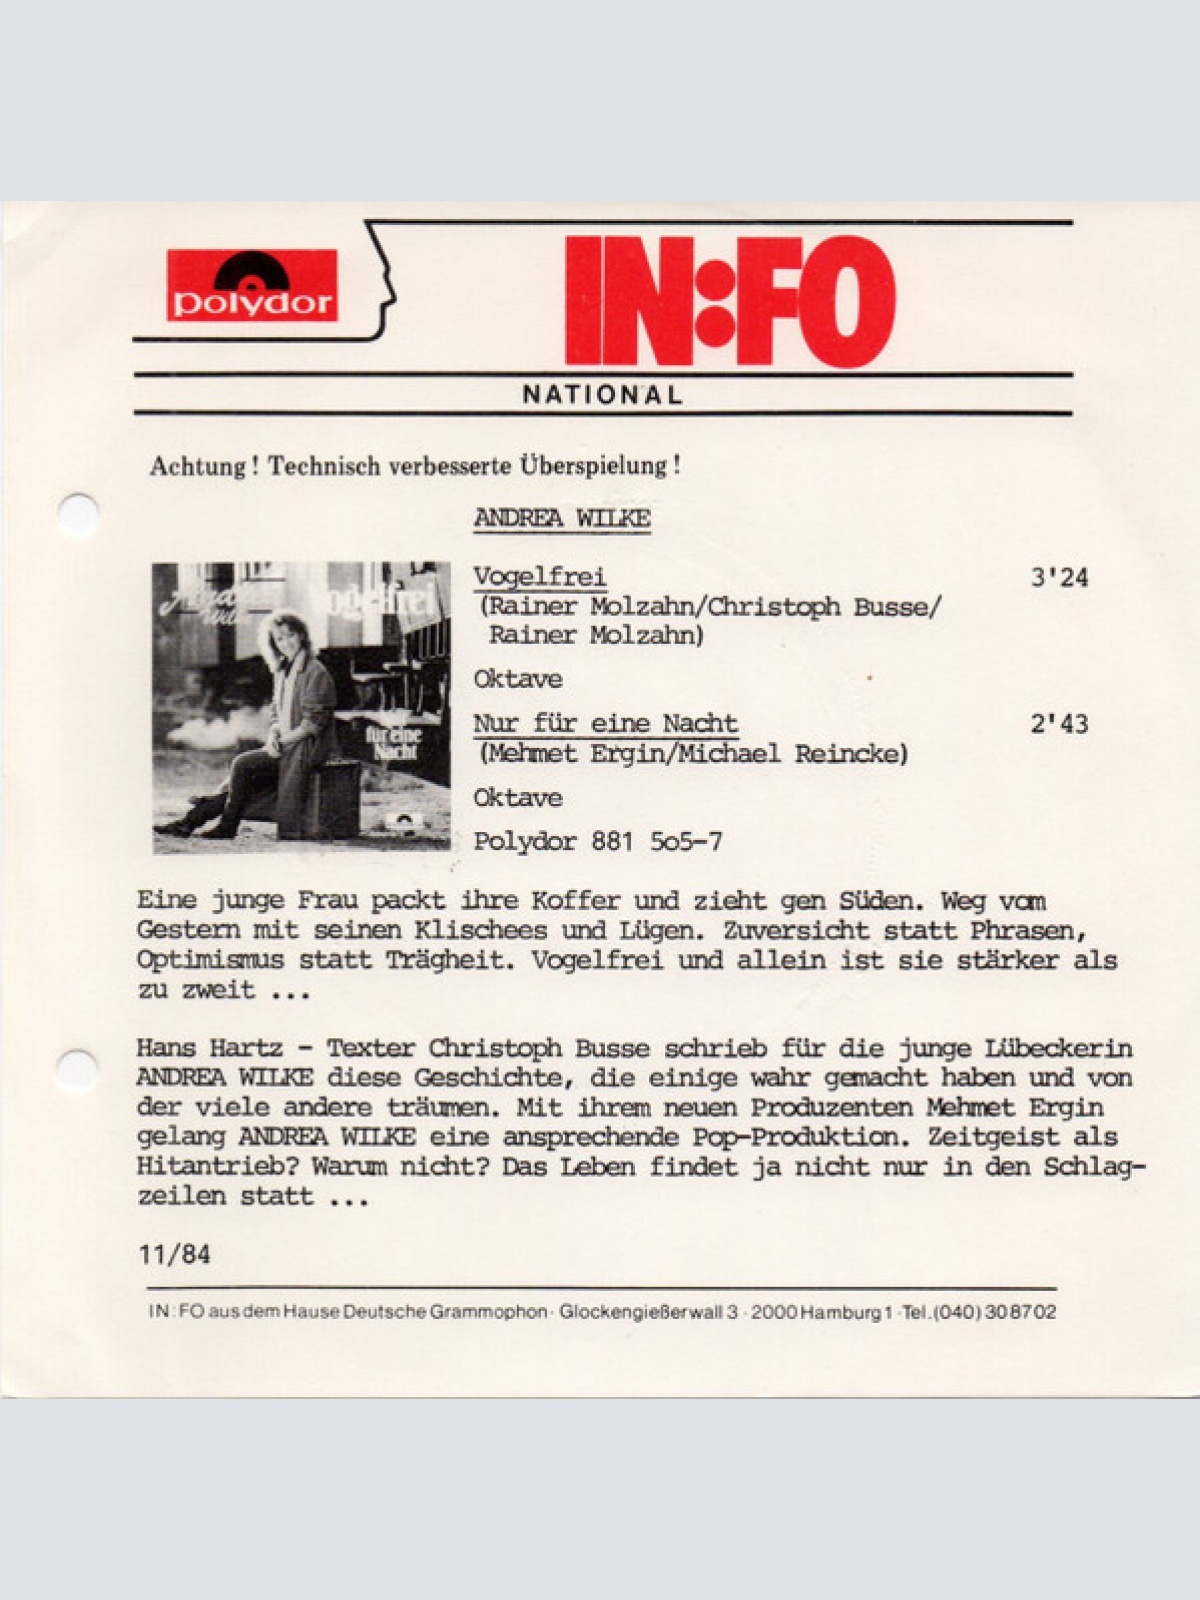 polydor
IN:FO
NATIONAL
Achtung! Technisch verbesserte Überspielung!
ANDREA WILKE
Vogelfrei 3'24
(Rainer Molzahn/Christoph Busse/
Rainer Molzahn)
Oktave
Nur für eine Nacht 2'43
(Mehmet Ergin/Michael Reincke)
Oktave
Polydor 881 5o5-7
Vogelfrei
für eine
Nacht
Eine junge Frau packt ihre Koffer und zieht gen Süden. Weg vom
Gestern mit seinen Klischees und Lügen. Zuversicht statt Phrasen,
Optimismus statt Trägheit. Vogelfrei und allein ist sie stärker als
zu zweit ...
Hans Hartz - Texter Christoph Busse schrieb für die junge Lübeckerin
ANDREA WILKE diese Geschichte, die einige wahr gemacht haben und von
der viele andere träumen. Mit ihrem neuen Produzenten Mehmet Ergin
gelang ANDREA WILKE eine ansprechende Pop-Produktion. Zeitgeist als
Hitantrieb? Warum nicht? Das Leben findet ja nicht nur in den Schlag-
zeilen statt ...
11/84
IN:FO aus dem Hause Deutsche Grammophon · Glockengießerwall 3 · 2000 Hamburg 1 · Tel. (040) 30 87 02